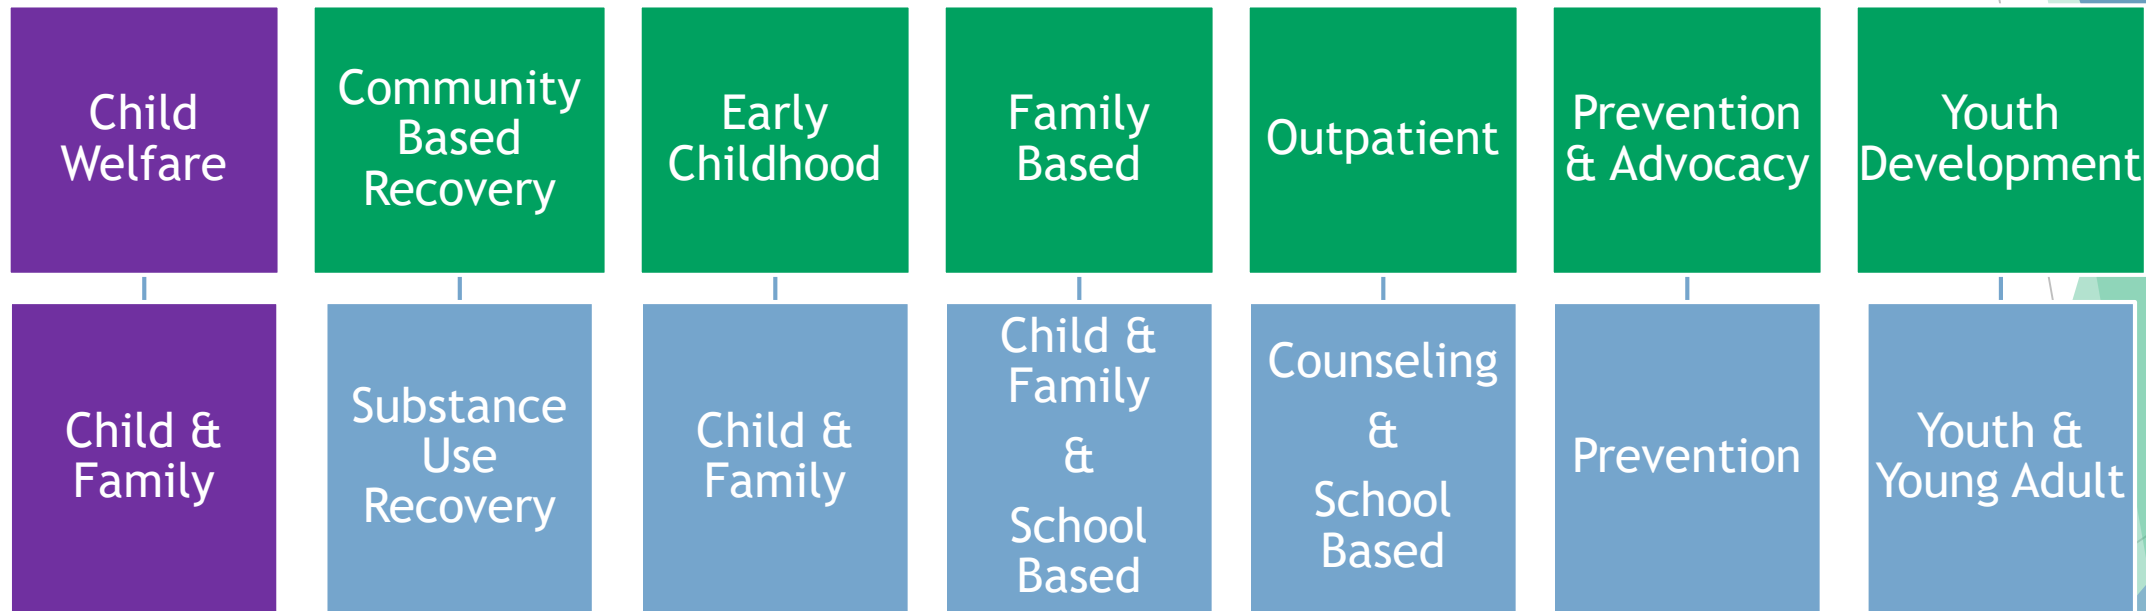 Child
Welfare
Community
Based
Recovery
Early
Childhood
Family
Based
Outpatient
Prevention
& Advocacy
Youth
Development
Child &
Family
Substance
Use
Recovery
Child &
Family
Child &
Family
&
School
Based
Counseling
&
School
Based
Prevention
Youth &
Young Adult